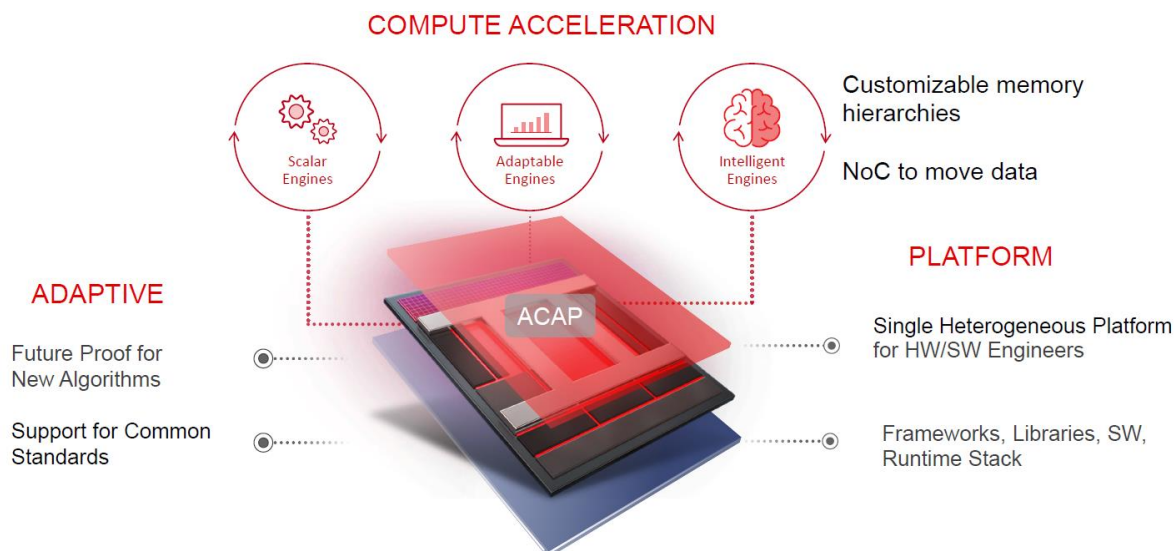 COMPUTE ACCELERATION
Scalar
Engines
Adaptable
Engines
Intelligent
Engines
Customizable memory
hierarchies
NoC to move data
ADAPTIVE
Future Proof for
New Algorithms
Support for Common
Standards
ACAP
PLATFORM
Single Heterogeneous Platform
for HW/SW Engineers
Frameworks, Libraries, SW,
Runtime Stack